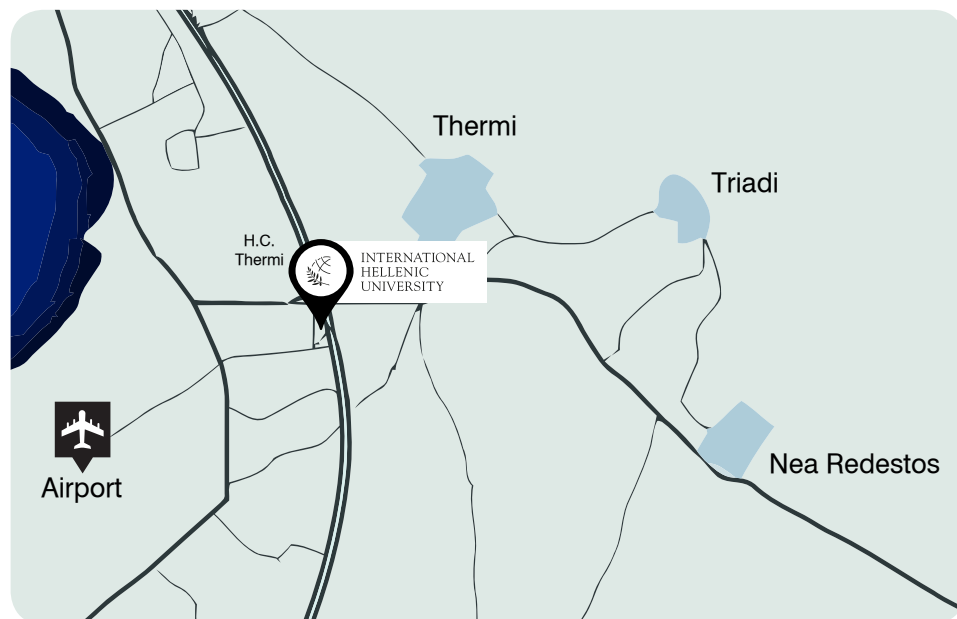 Thermi
Triadi
H.C.
Thermi
INTERNATIONAL
HELLENIC
UNIVERSITY
Nea Redestos
Airport